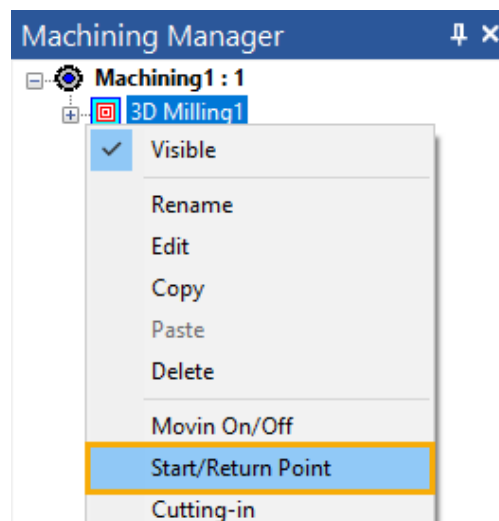 Machining Manager
Machining1 : 1
3D Milling1
Visible
Rename
Edit
Copy
Paste
Delete
Movin On/Off
Start/Return Point
Cutting-in